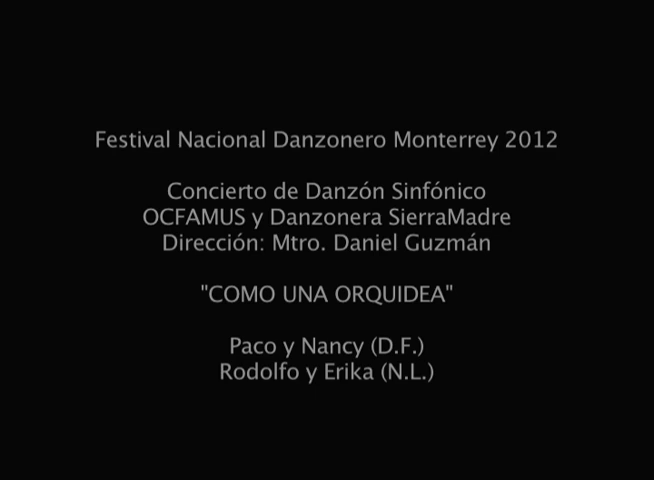 Festival Nacional Danzonero Monterrey 2012
Concierto de Danzón Sinfónico
OCFAMUS y Danzonera SierraMadre
Dirección: Mtro. Daniel Guzmán
"COMO UNA ORQUIDEA"
Paco y Nancy (D.F.)
Rodolfo y Erika (N.L.)